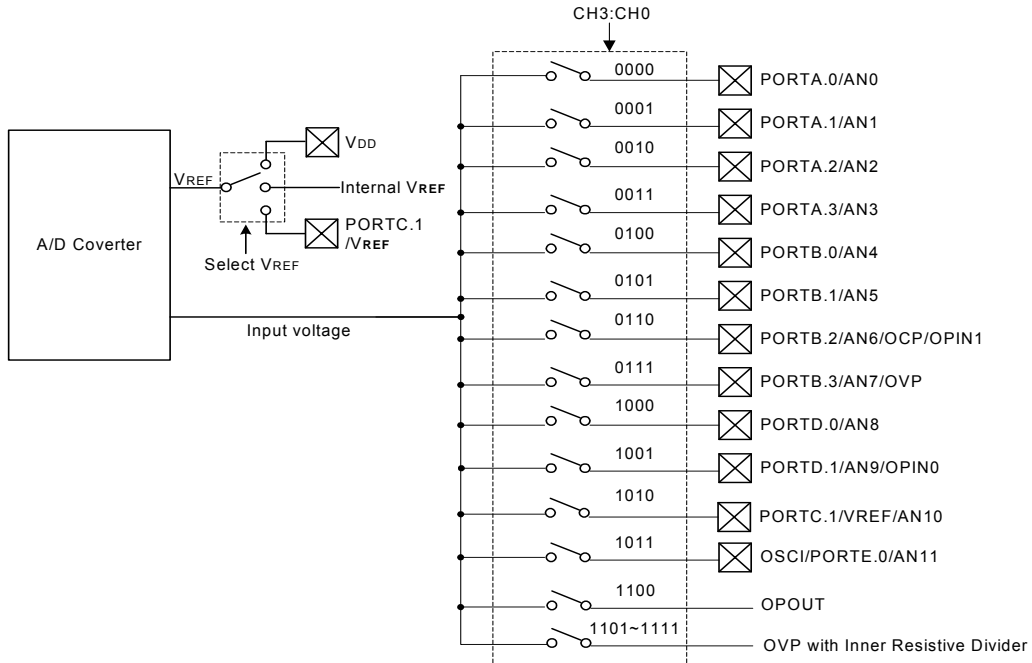 CH3:CH0
0000
PORTA.0/AN0
0001
PORTA.1/AN1
0010
PORTA.2/AN2
0011
PORTA.3/AN3
0100
PORTB.0/AN4
0101
PORTB.1/AN5
0110
PORTB.2/AN6/OCP/OPIN1
0111
PORTB.3/AN7/OVP
1000
PORTD.0/AN8
1001
PORTD.1/AN9/OPIN0
1010
PORTC.1/VREF/AN10
1011
OSCI/PORTE.0/AN11
1100
OPOUT
1101~1111
OVP with Inner Resistive Divider
VDD
VREF
Internal VREF
PORTC.1
/VREF
Select VREF
A/D Coverter
Input voltage